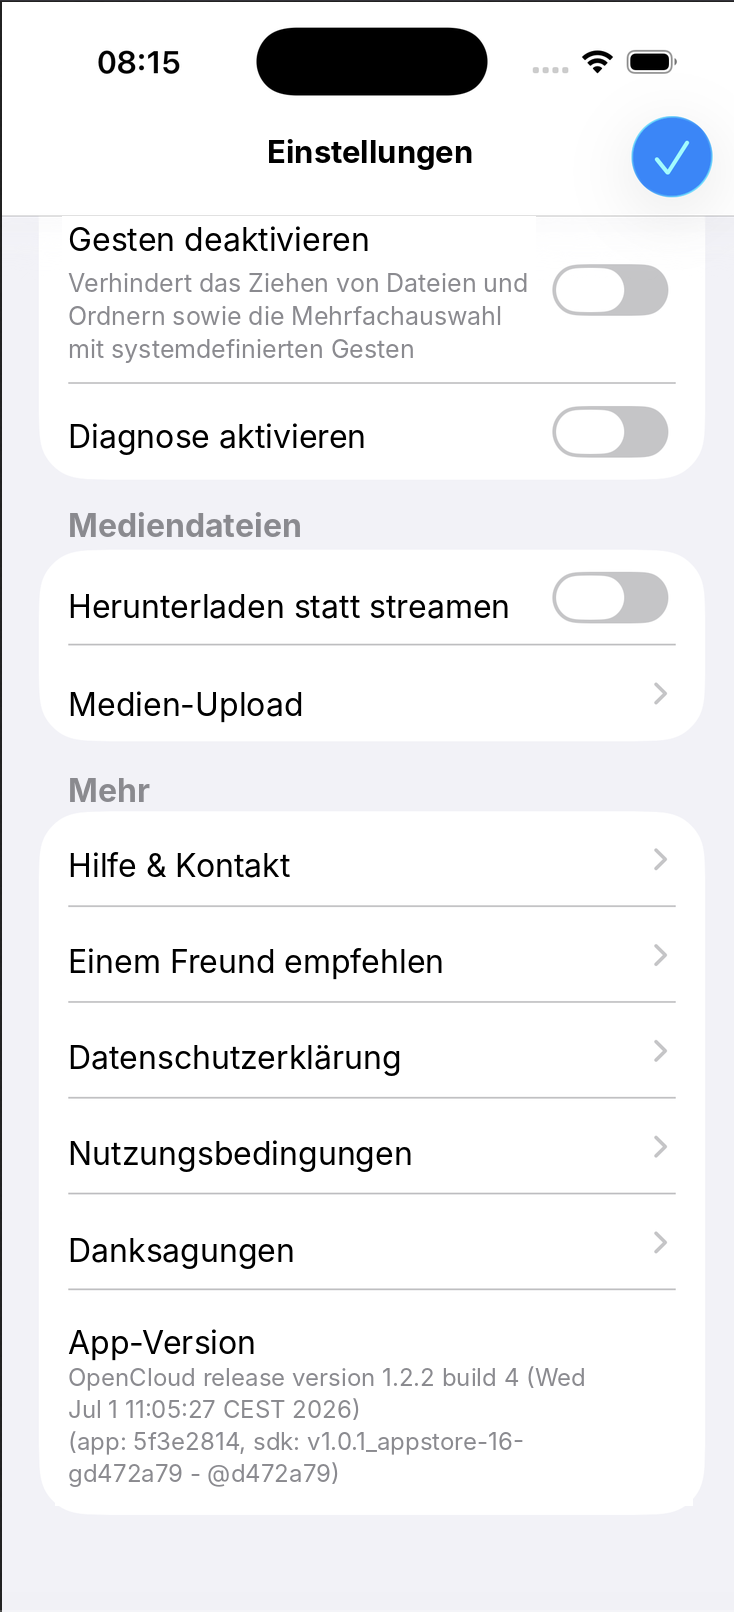 08:15
Einstellungen
Gesten deaktivieren
Verhindert das Ziehen von Dateien und
Ordnern sowie die Mehrfachauswahl
mit systemdefinierten Gesten
Diagnose aktivieren
Mediendateien
Herunterladen statt streamen
Medien-Upload
Mehr
Hilfe & Kontakt
Einem Freund empfehlen
Datenschutzerklärung
Nutzungsbedingungen
Danksagungen
App-Version
OpenCloud release version 1.2.2 build 4 (Wed
Jul 1 11:05:27 CEST 2026)
(app: 5f3e2814, sdk: v1.0.1_appstore-16-
gd472a79 - @d472a79)